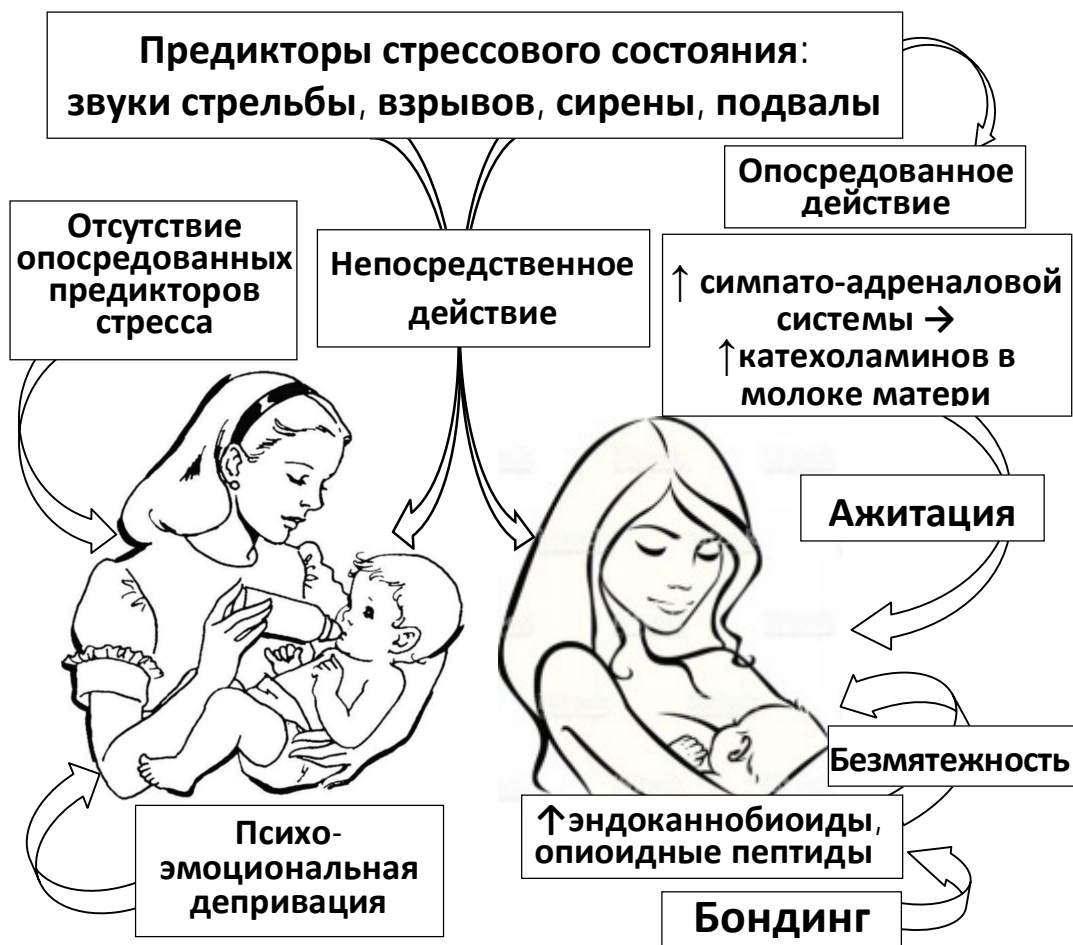 Предикторы стрессового состояния:
звуки стрельбы, взрывов, сирены, подвалы
Опосредованное
действие
Отсутствие
опосредованных
предикторов
стресса
Непосредственное
действие
↑ симпато-адреналовой
системы →
↑катехоламинов в
молоке матери
Ажитация
Безмятежность
↑эндоканнобиоиды,
опиоидные пептиды
Психо-
эмоциональная
депривация
Бондинг